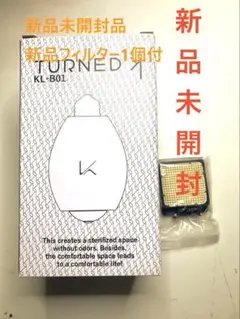 新品未開封品
新品フィルター1個付
TURNED K
KL-B01
K
This creates a sterilized space
without odors. Besides,
the comfortable space leads
to a comfortable life!
新品未開封